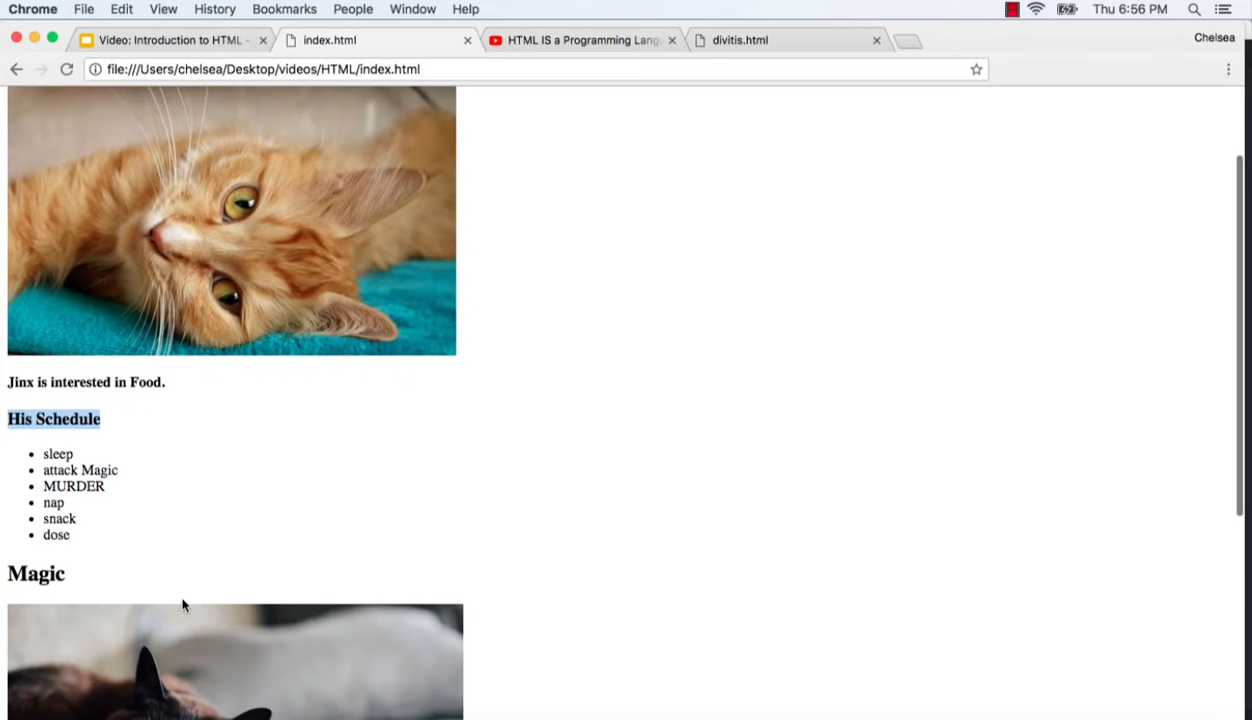 Chrome File Edit View History Bookmarks People Window Help Thu 6:56 PM
Video: Introduction to HTML - index.html HTML IS a Programming Langu divitis.html Chelsea
file:///Users/chelsea/Desktop/videos/HTML/index.html
Jinx is interested in Food.
His Schedule
sleep
attack Magic
MURDER
nap
snack
dose
Magic